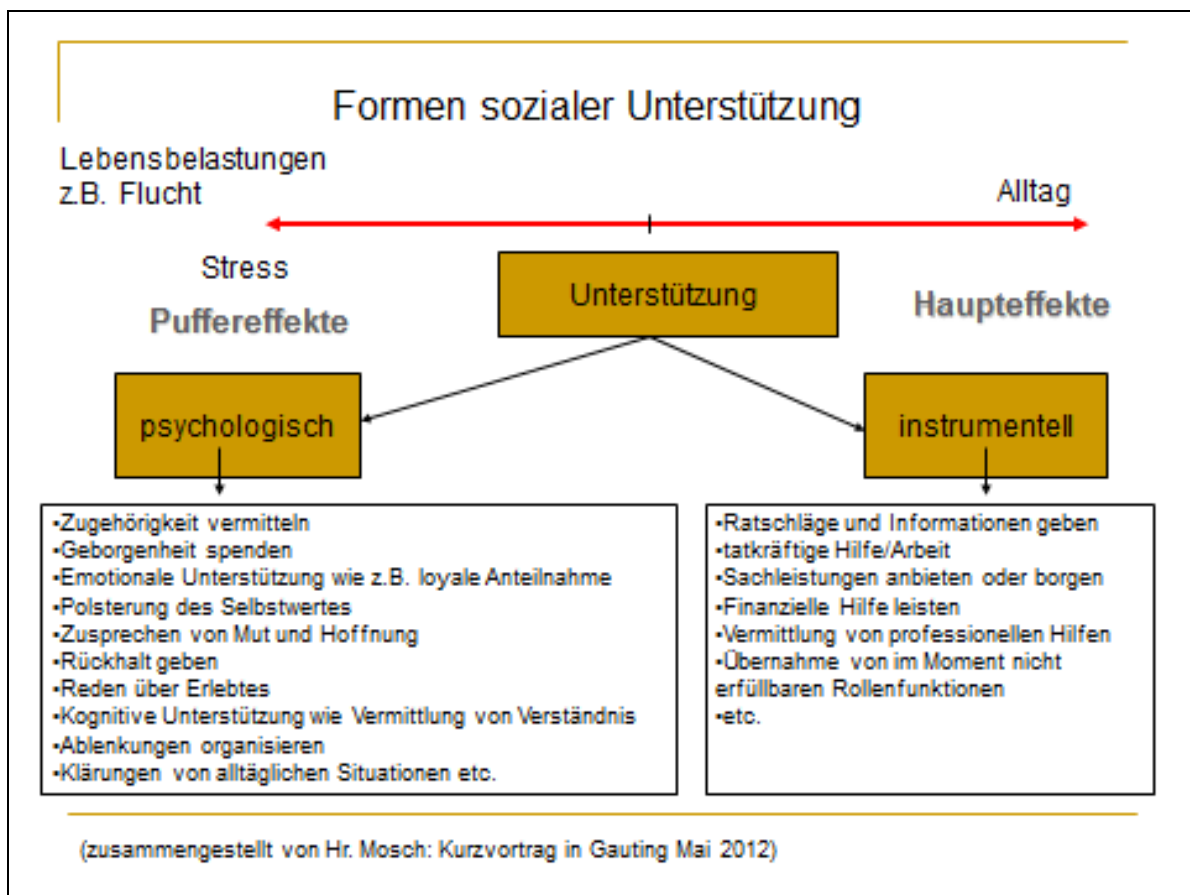 Formen sozialer Unterstützung
Lebensbelastungen
z.B. Flucht
Alltag
Stress
Puffereffekte
Unterstützung
Haupteffekte
psychologisch
instrumentell
•Zugehörigkeit vermitteln
•Geborgenheit spenden
•Emotionale Unterstützung wie z.B. loyale Anteilnahme
•Polsterung des Selbstwertes
•Zusprechen von Mut und Hoffnung
•Rückhalt geben
•Reden über Erlebtes
•Kognitive Unterstützung wie Vermittlung von Verständnis
•Ablenkungen organisieren
•Klärungen von alltäglichen Situationen etc.
•Ratschläge und Informationen geben
•tatkräftige Hilfe/Arbeit
•Sachleistungen anbieten oder borgen
•Finanzielle Hilfe leisten
•Vermittlung von professionellen Hilfen
•Übernahme von im Moment nicht
erfüllbaren Rollenfunktionen
•etc.
(zusammengestellt von Hr. Mosch: Kurzvortrag in Gauting Mai 2012)